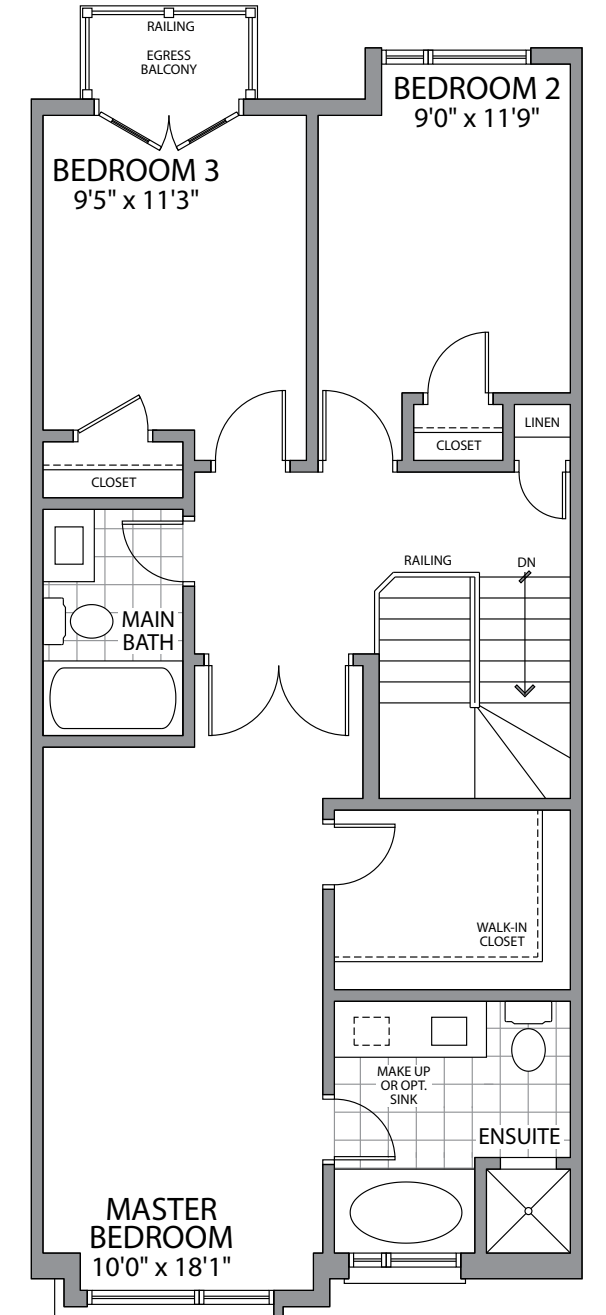 RAILING
EGRESS
BALCONY
BEDROOM 2
9'0" x 11'9"
BEDROOM 3
9'5" x 11'3"
LINEN
CLOSET
CLOSET
RAILING
DN
MAIN
BATH
WALK-IN
CLOSET
MAKE UP
OR OPT.
SINK
ENSUITE
MASTER
BEDROOM
10'0" x 18'1"